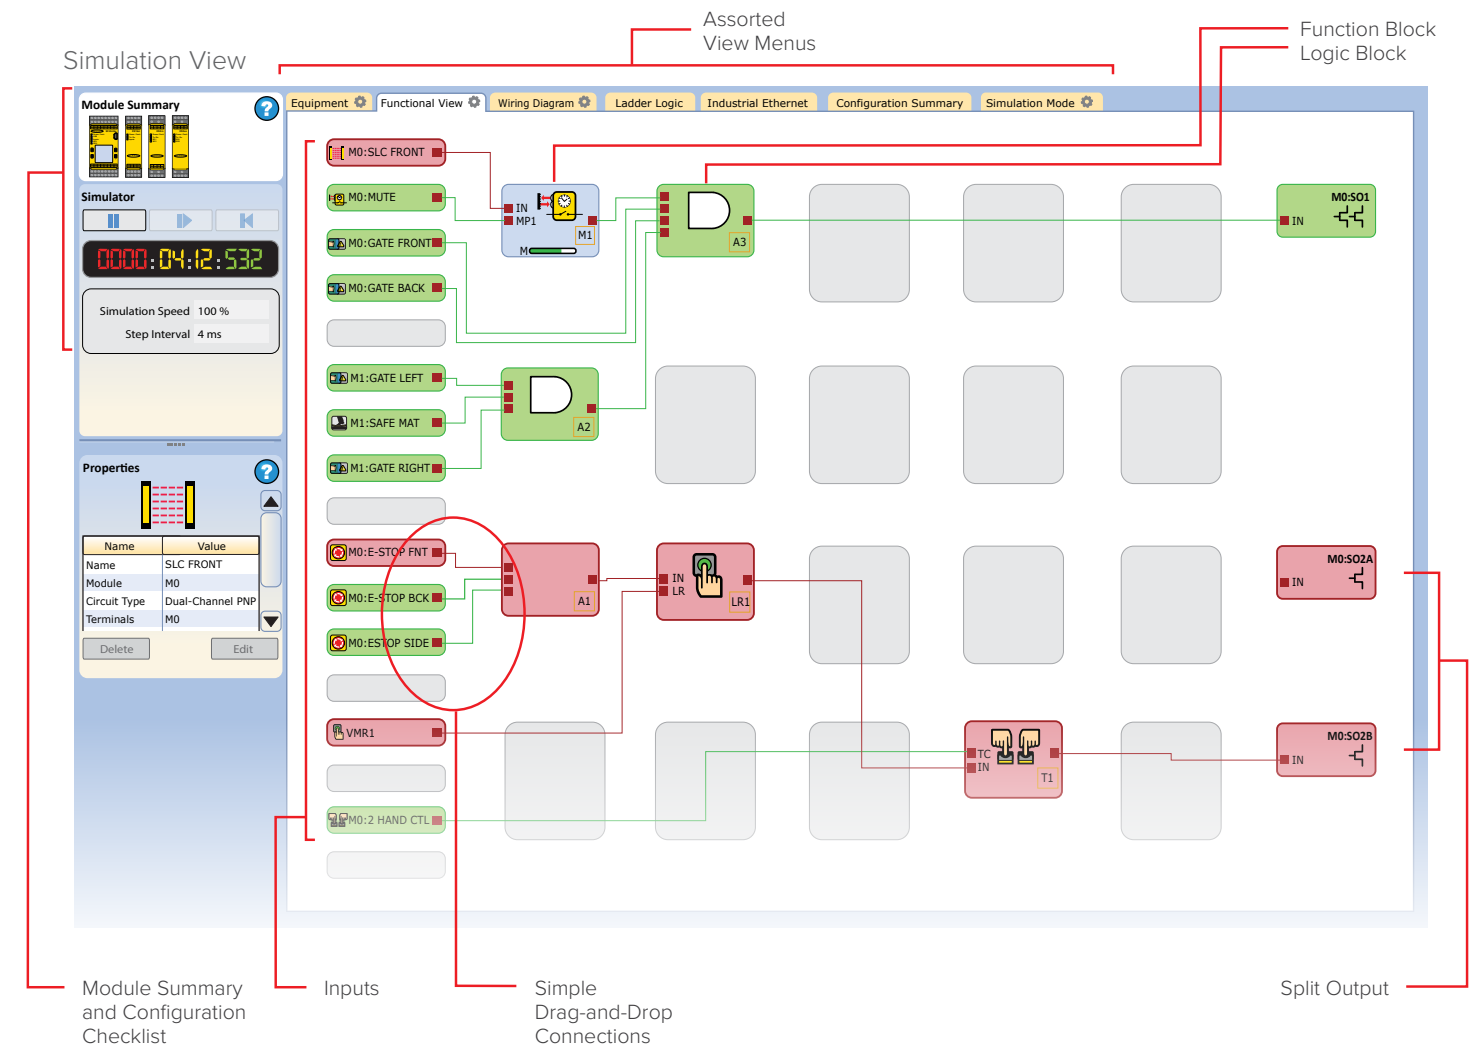 Assorted
View Menus
Function Block
Logic Block
Simulation View
Module Summary
?
Equipment
Functional View
Wiring Diagram
Ladder Logic
Industrial Ethernet
Configuration Summary
Simulation Mode
Simulator
0000:04:12:532
Simulation Speed 100 %
Step Interval 4 ms
Properties
?
Name Value
Name SLC FRONT
Module M0
Circuit Type Dual-Channel PNP
Terminals M0
Delete Edit
M0:SLC FRONT
M0:MUTE
M0:GATE FRONT
M0:GATE BACK
M1:GATE LEFT
M1:SAFE MAT
M1:GATE RIGHT
M0:E-STOP FNT
M0:E-STOP BCK
M0:ESTOP SIDE
VMR1
M0:2 HAND CTL
IN
MP1
M1
M
A3
A2
A1
IN
LR
LR1
TC
IN
T1
M0:SO1
IN
M0:SO2A
IN
M0:SO2B
IN
Module Summary
and Configuration
Checklist
Inputs
Simple
Drag-and-Drop
Connections
Split Output